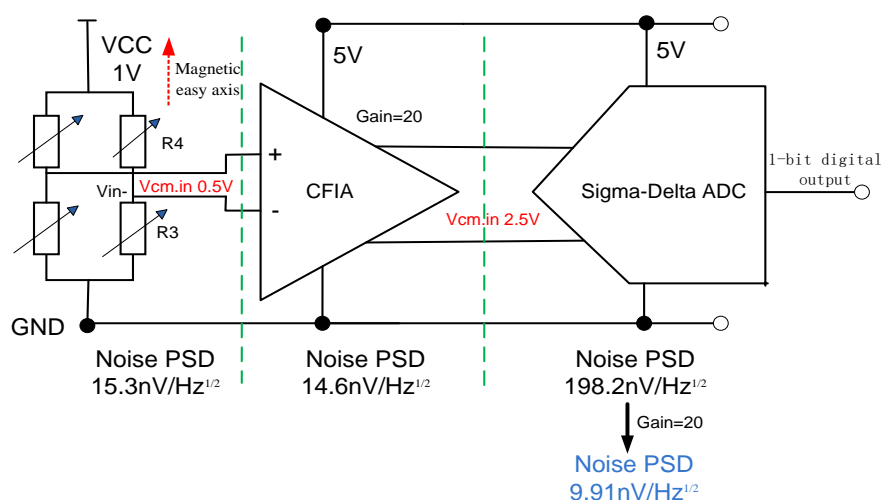 VCC
1V
Magnetic
easy axis
5V
5V
Gain=20
R4
+
1-bit digital
output
Vin-
Vcm.in 0.5V
CFIA
Sigma-Delta ADC
-
Vcm.in 2.5V
R3
GND
Noise PSD
15.3nV/Hz1/2
Noise PSD
14.6nV/Hz1/2
Noise PSD
198.2nV/Hz1/2
Gain=20
Noise PSD
9.91nV/Hz1/2